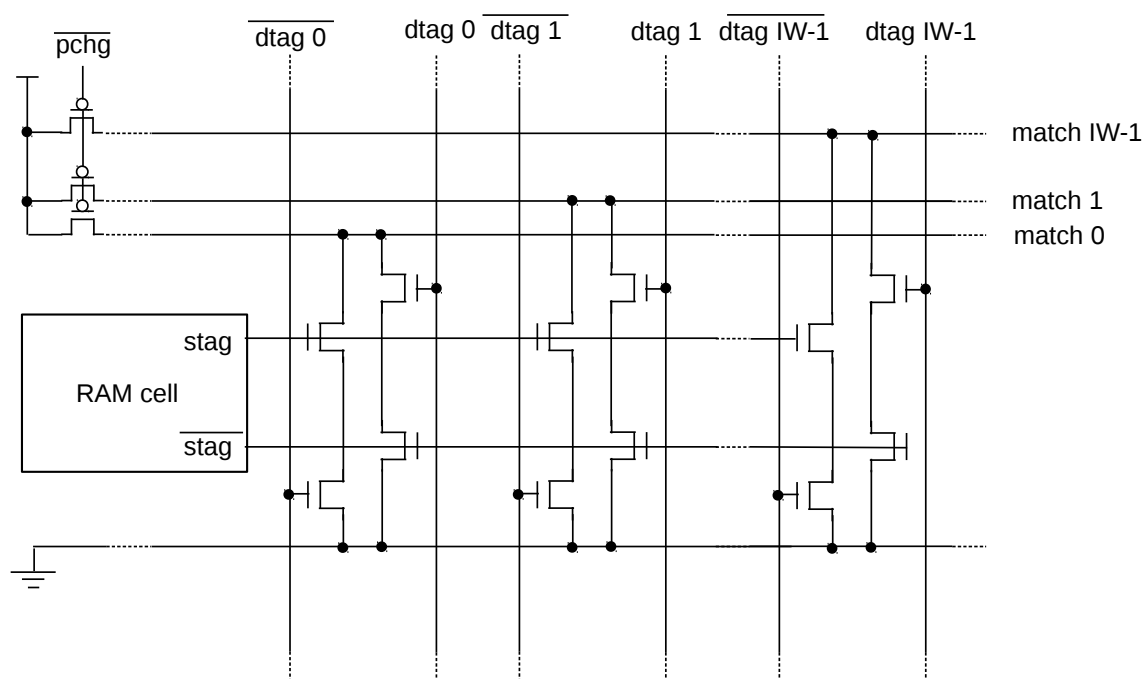 pchg
dtag 0
dtag 0
dtag 1
dtag 1
dtag IW-1
dtag IW-1
match IW-1
match 1
match 0
stag
RAM cell
stag